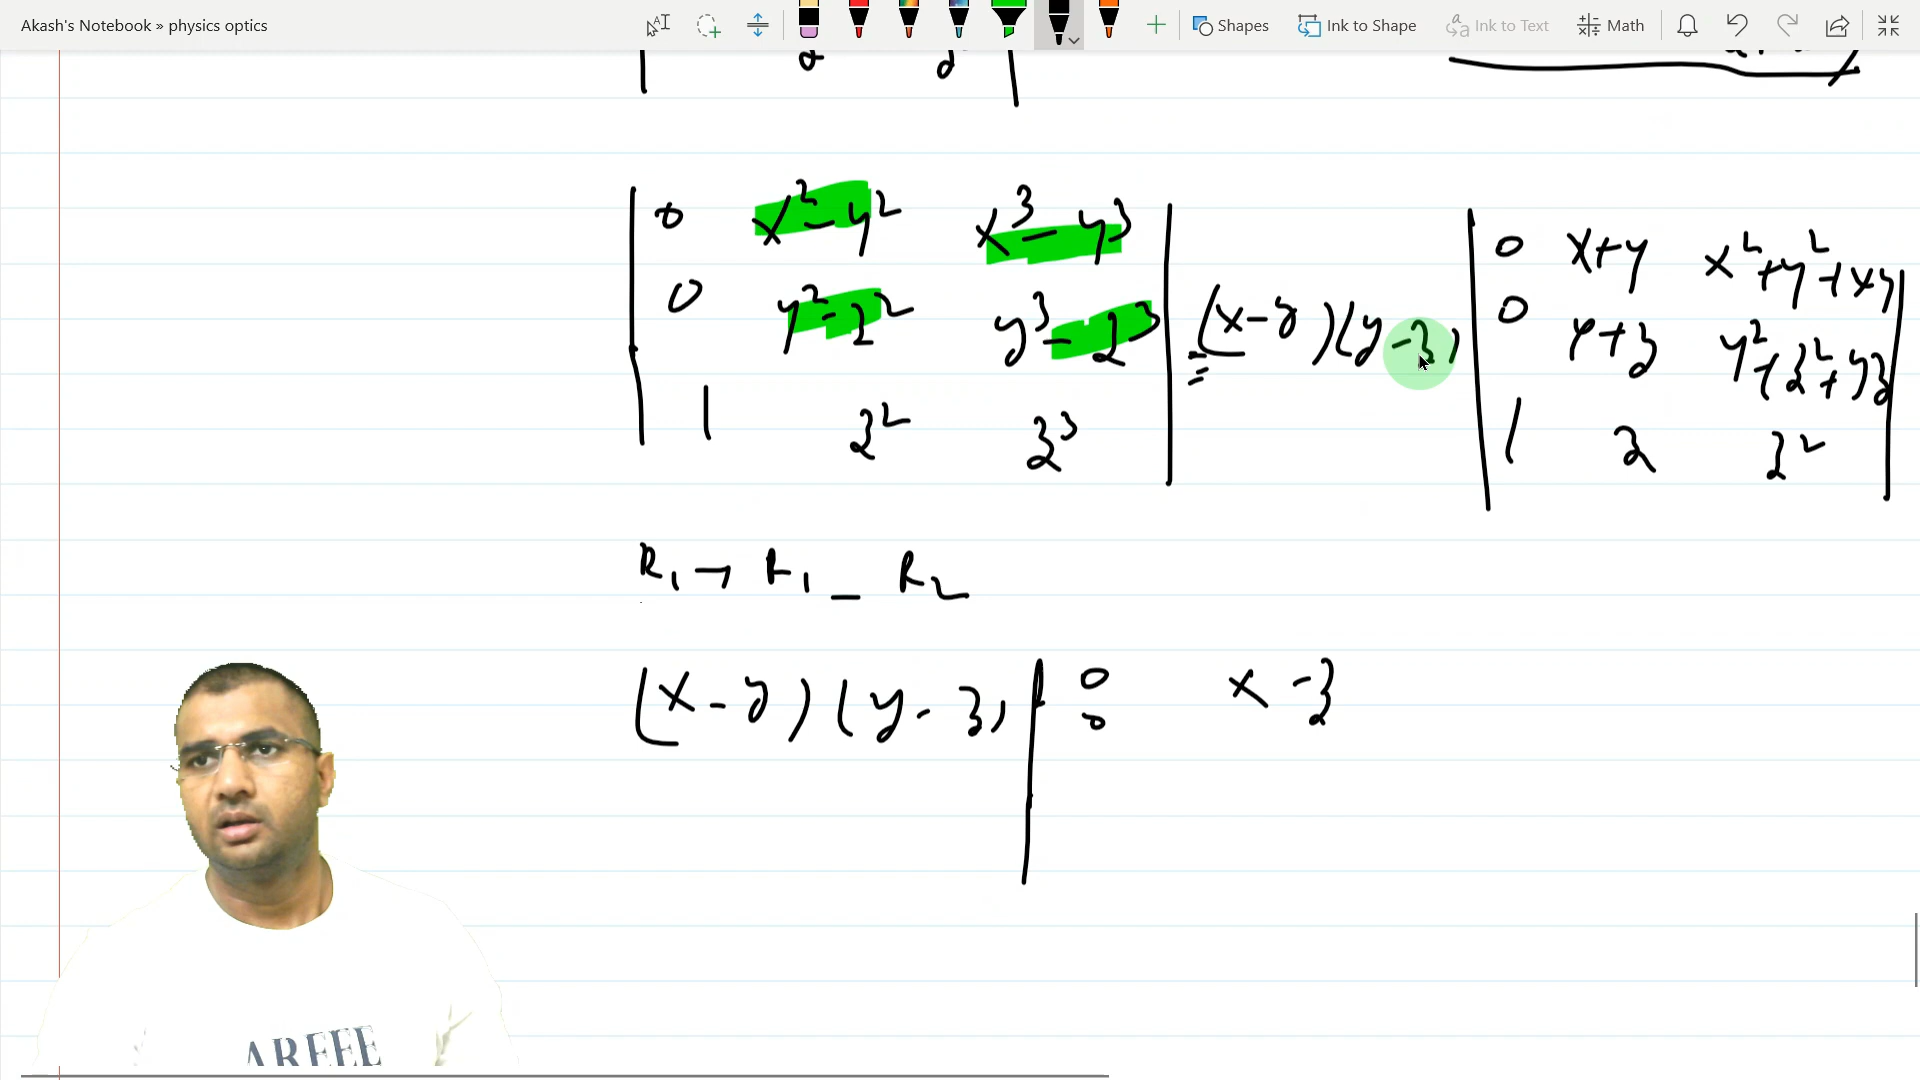 Akash's Notebook » physics optics
Shapes
Ink to Shape
Ink to Text
Math
0 x² - y² x³ - y³
0 y² - z² y³ - z³
1 z² z³
= (x - y)(y - z)
0 x+y x² + y² + xy
0 y+z y² + z² + yz
1 z z²
R₁ → R₁ - R₂
(x - y)(y - z) | 0 x - z
0